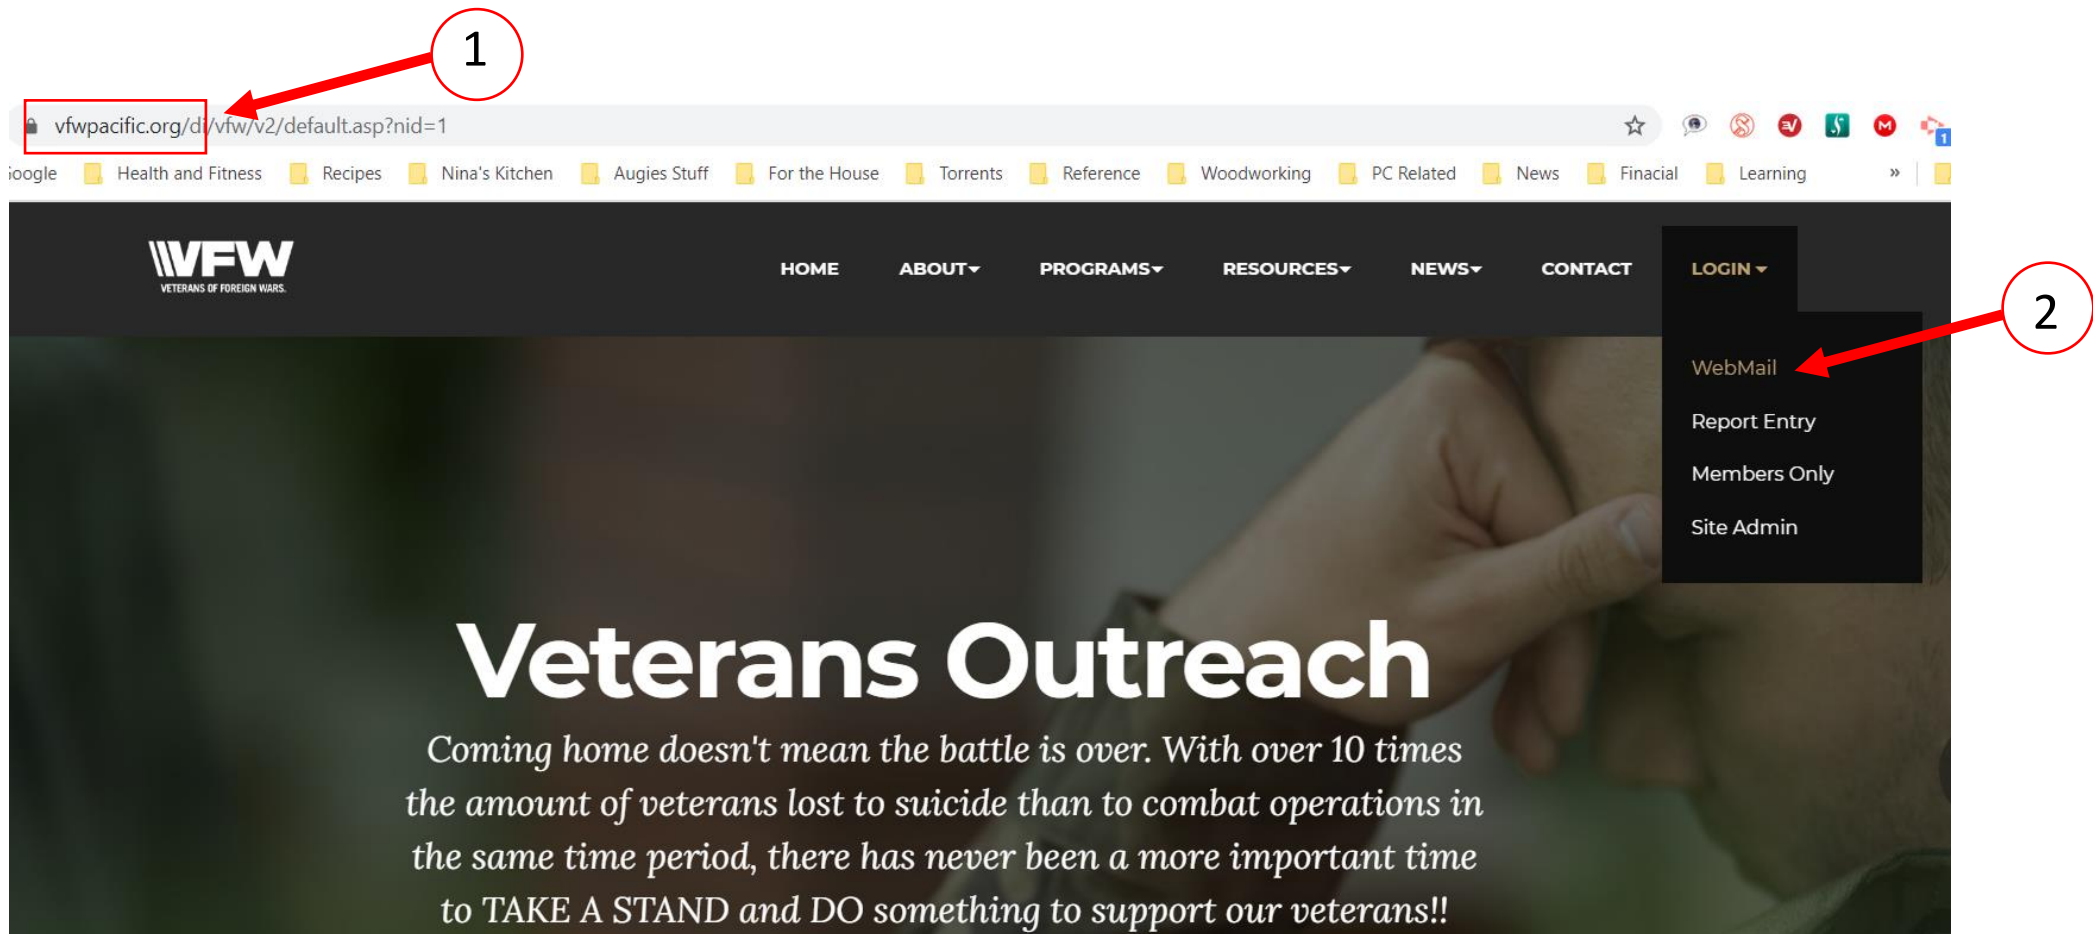 1
vfwpacific.org/di/vfw/v2/default.asp?nid=1
Health and Fitness Recipes Nina's Kitchen Augies Stuff For the House Torrents Reference Woodworking PC Related News Finacial Learning »
VFW
VETERANS OF FOREIGN WARS.
HOME ABOUT PROGRAMS RESOURCES NEWS CONTACT LOGIN
2
WebMail
Report Entry
Members Only
Site Admin
Veterans Outreach
Coming home doesn't mean the battle is over. With over 10 times
the amount of veterans lost to suicide than to combat operations in
the same time period, there has never been a more important time
to TAKE A STAND and DO something to support our veterans!!